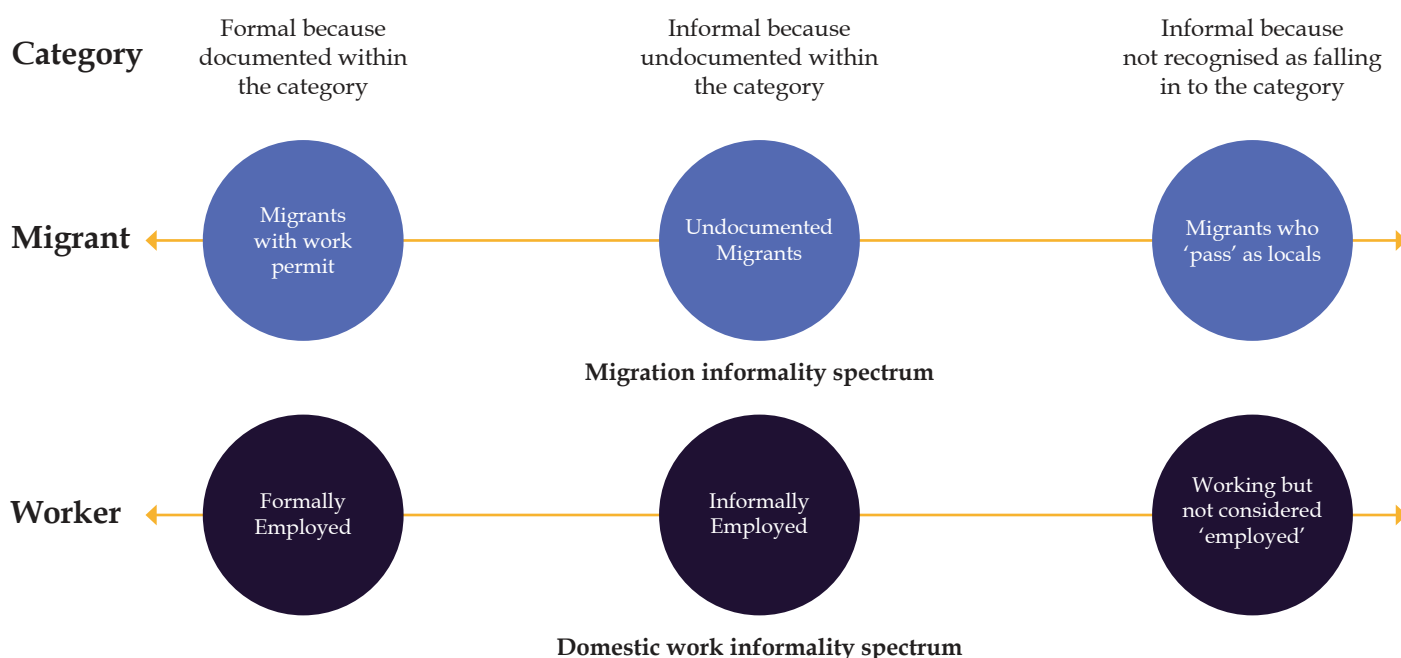 Category
Formal because
documented within
the category
Informal because
undocumented within
the category
Informal because
not recognised as falling
in to the category
Migrant
Migrants
with work
permit
Undocumented
Migrants
Migrants who
‘pass’ as locals
Migration informality spectrum
Worker
Formally
Employed
Informally
Employed
Working but
not considered
‘employed’
Domestic work informality spectrum